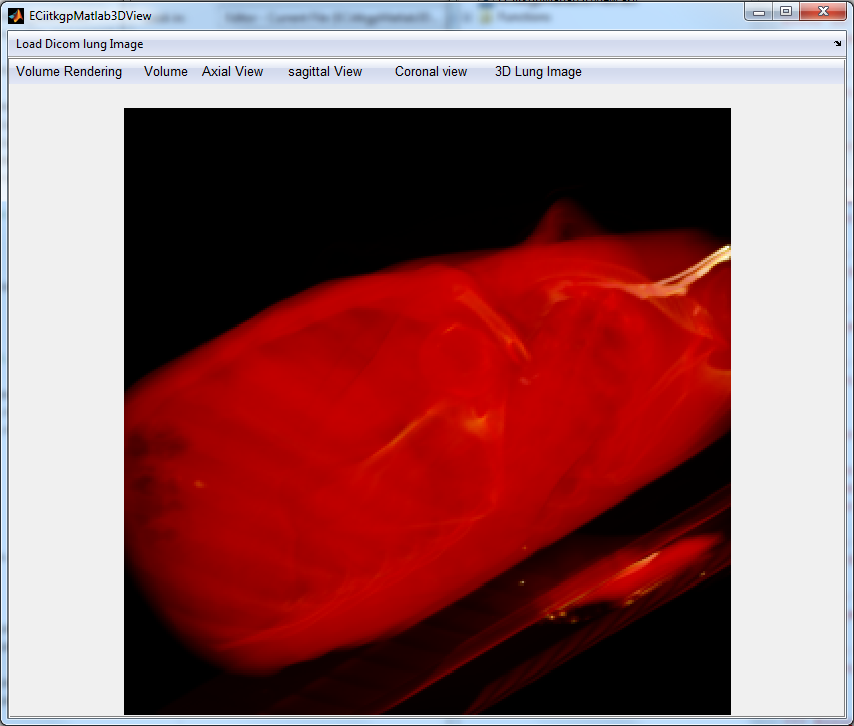 ECiitkgpMatlab3DView
Load Dicom lung Image
Volume Rendering Volume Axial View sagittal View Coronal view 3D Lung Image